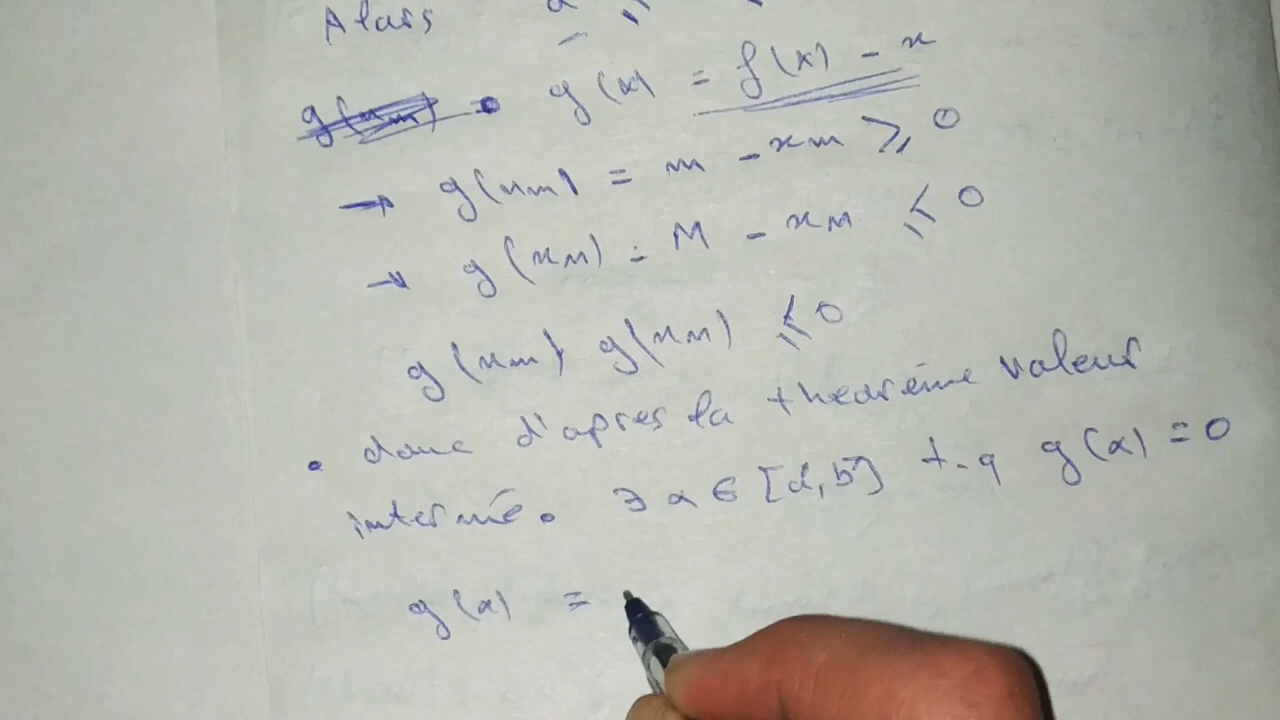 Alors
g(x) = f(x) - x
→ g(xm) = m - xm ≥ 0
→ g(xM) = M - xM ≤ 0
g(xm) g(xM) ≤ 0
• donc d'après la théorème valeur
intermé. ∃ α ∈ [a,b] t-q g(α) = 0
g(α) =